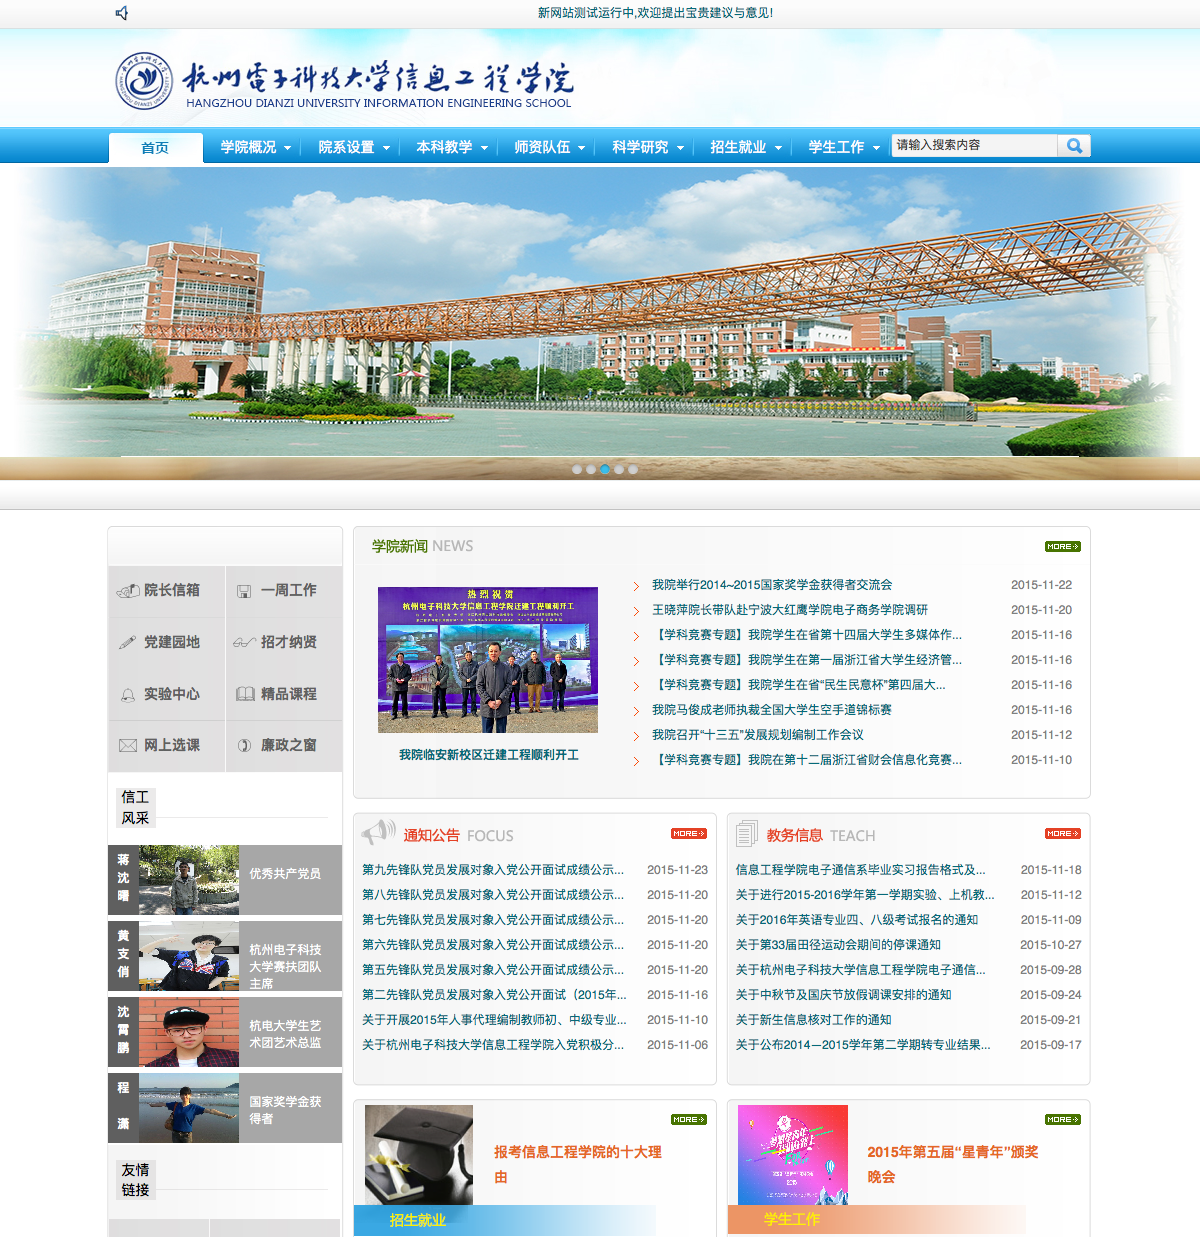 新网站测试运行中,欢迎提出宝贵建议与意见!
杭州電子科技大学信息工程学院
HANGZHOU DIANZI UNIVERSITY INFORMATION ENGINEERING SCHOOL
首页 学院概况 院系设置 本科教学 师资队伍 科学研究 招生就业 学生工作 请输入搜索内容
院长信箱 一周工作
党建园地 招才纳贤
实验中心 精品课程
网上选课 廉政之窗
信工
风采
蒋沈曙 优秀共产党员
黄支俏 杭州电子科技
大学赛扶团队
主席
沈霄鹏 杭电大学生艺
术团艺术总监
程潇 国家奖学金获
得者
友情
链接
学院新闻 NEWS MORE
热烈祝贺
杭州电子科技大学信息工程学院迁建工程顺利开工
我院临安新校区迁建工程顺利开工
我院举行2014~2015国家奖学金获得者交流会 2015-11-22
王晓萍院长带队赴宁波大红鹰学院电子商务学院调研 2015-11-20
【学科竞赛专题】我院学生在省第十四届大学生多媒体作... 2015-11-16
【学科竞赛专题】我院学生在第一届浙江省大学生经济管... 2015-11-16
【学科竞赛专题】我院学生在省“民生民意杯”第四届大... 2015-11-16
我院马俊成老师执裁全国大学生空手道锦标赛 2015-11-16
我院召开“十三五”发展规划编制工作会议 2015-11-12
【学科竞赛专题】我院在第十二届浙江省财会信息化竞赛... 2015-11-10
通知公告 FOCUS MORE
第九先锋队党员发展对象入党公开面试成绩公示... 2015-11-23
第八先锋队党员发展对象入党公开面试成绩公示... 2015-11-20
第七先锋队党员发展对象入党公开面试成绩公示... 2015-11-20
第六先锋队党员发展对象入党公开面试成绩公示... 2015-11-20
第五先锋队党员发展对象入党公开面试成绩公示... 2015-11-20
第二先锋队党员发展对象入党公开面试（2015年... 2015-11-16
关于开展2015年人事代理编制教师初、中级专业... 2015-11-10
关于杭州电子科技大学信息工程学院入党积极分... 2015-11-06
教务信息 TEACH MORE
信息工程学院电子通信系毕业实习报告格式及... 2015-11-18
关于进行2015-2016学年第一学期实验、上机教... 2015-11-12
关于2016年英语专业四、八级考试报名的通知 2015-11-09
关于第33届田径运动会期间的停课通知 2015-10-27
关于杭州电子科技大学信息工程学院电子通信... 2015-09-28
关于中秋节及国庆节放假调课安排的通知 2015-09-24
关于新生信息核对工作的通知 2015-09-21
关于公布2014－2015学年第二学期转专业结果... 2015-09-17
MORE
报考信息工程学院的十大理
由
招生就业
MORE
2015年第五届“星青年”颁奖
晚会
学生工作